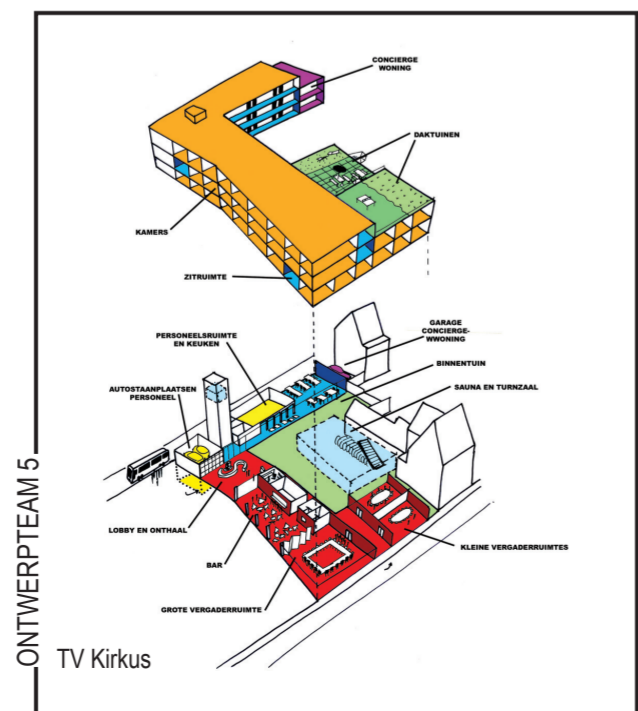 CONCIERGE
WONING
DAKTUINEN
KAMERS
ZITRUIMTE
GARAGE
CONCIERGE-
WWONING
PERSONEELSRUIMTE
EN KEUKEN
BINNENTUIN
SAUNA EN TURNZAAL
AUTOSTAANPLAATSEN
PERSONEEL
LOBBY EN ONTHAAL
KLEINE VERGADERRUIMTES
BAR
GROTE VERGADERRUIMTE
ONTWERPTEAM 5
TV Kirkus